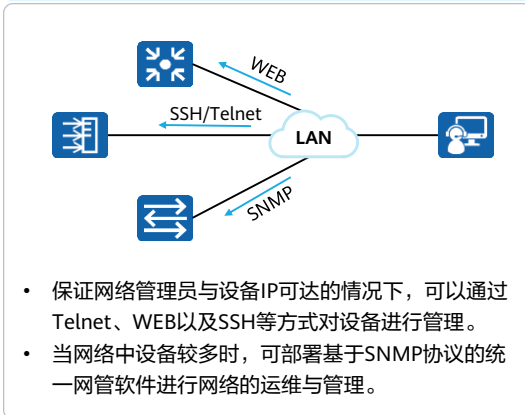 WEB
SSH/Telnet
LAN
SNMP
• 保证网络管理员与设备IP可达的情况下，可以通过
Telnet、WEB以及SSH等方式对设备进行管理。
• 当网络中设备较多时，可部署基于SNMP协议的统
一网管软件进行网络的运维与管理。